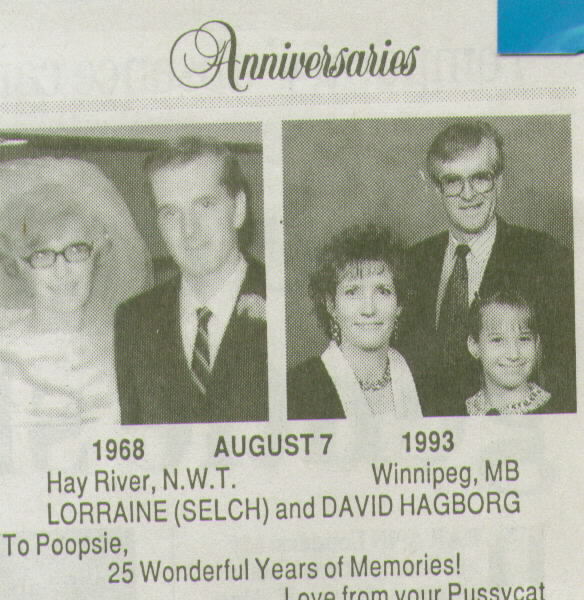 Anniversaries
1968 AUGUST 7 1993
Hay River, N.W.T. Winnipeg, MB
LORRAINE (SELCH) and DAVID HAGBORG
To Poopsie,
25 Wonderful Years of Memories!
Love from your Pussycat